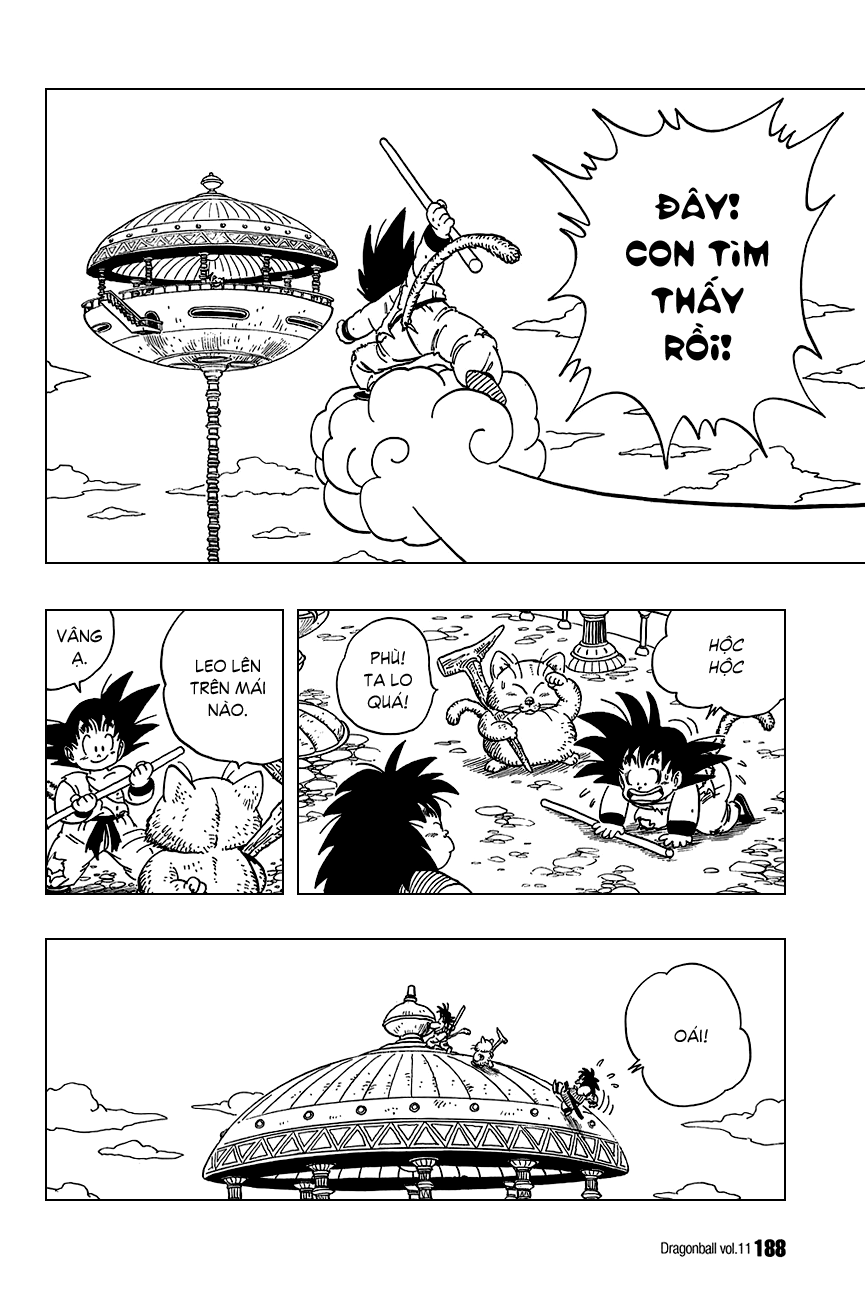 ĐÂY!
CON TÌM
THẤY
RỒI!
HỘC
HỘC
PHÙ!
TA LO
QUÁ!
LEO LÊN
TRÊN MÁI
NÀO.
VÂNG
Ạ.
OÁI!
Dragonball vol.11 188